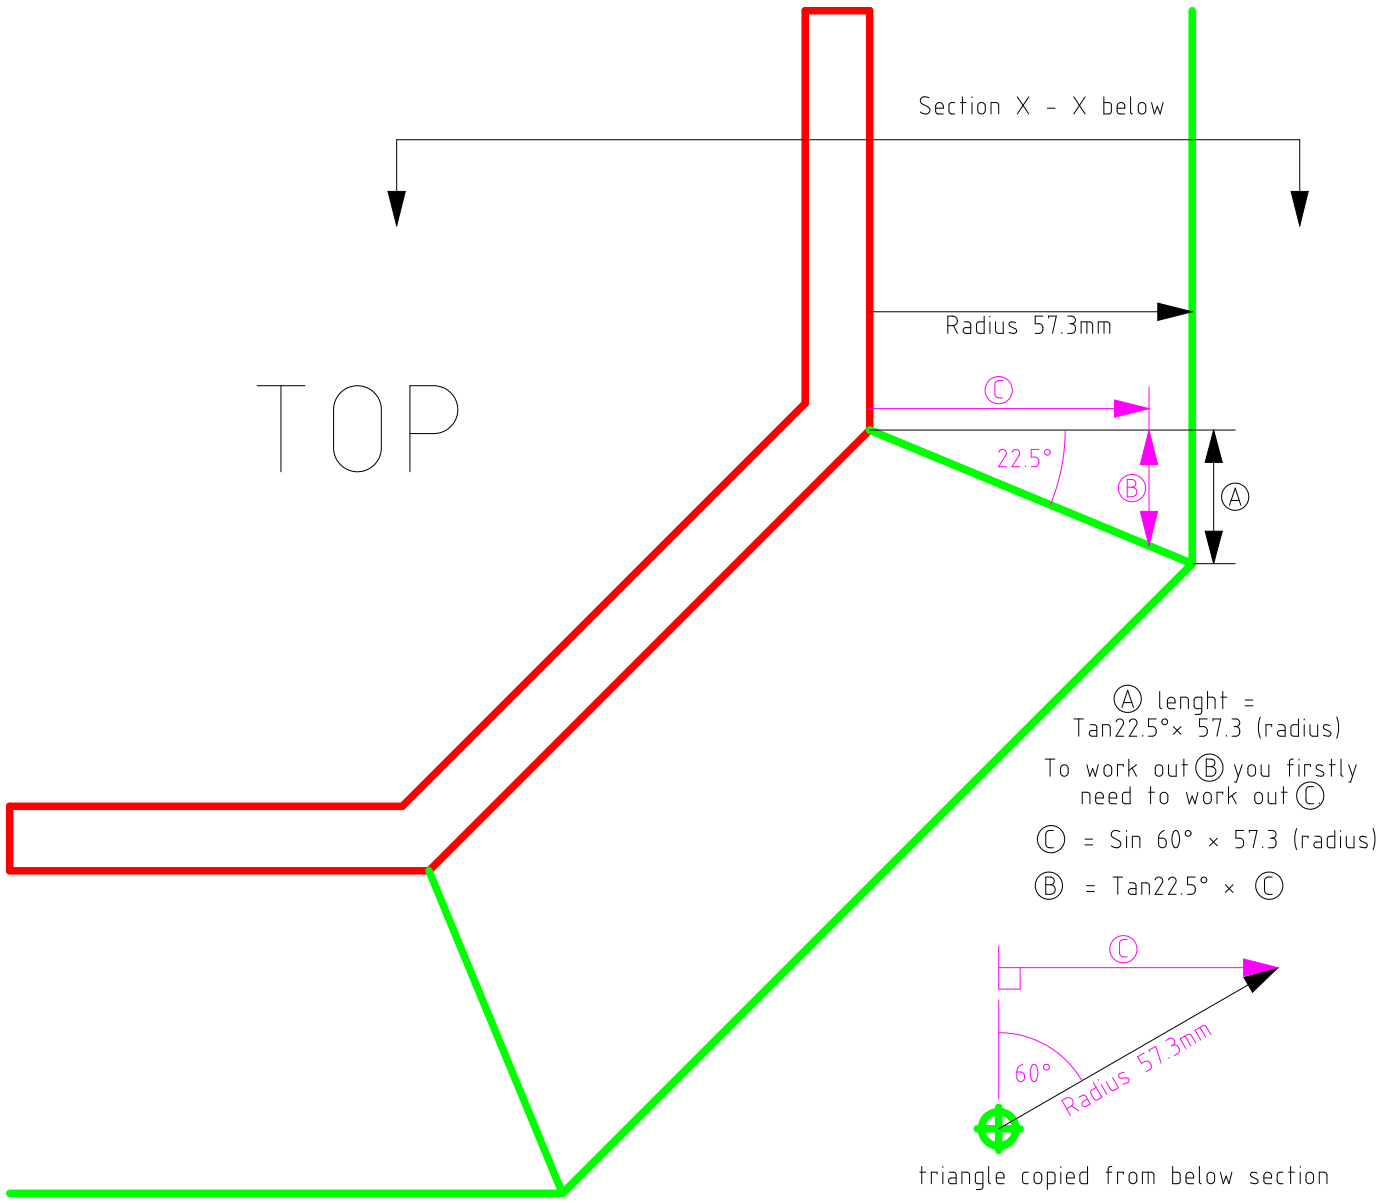 Section X - X below
Radius 57.3mm
TOP
C
22.5°
B
A
A lenght =
Tan22.5°× 57.3 (radius)
To work out B you firstly
need to work out C.
C = Sin 60° × 57.3 (radius)
B = Tan22.5° × C
C
60°
Radius 57.3mm
triangle copied from below section